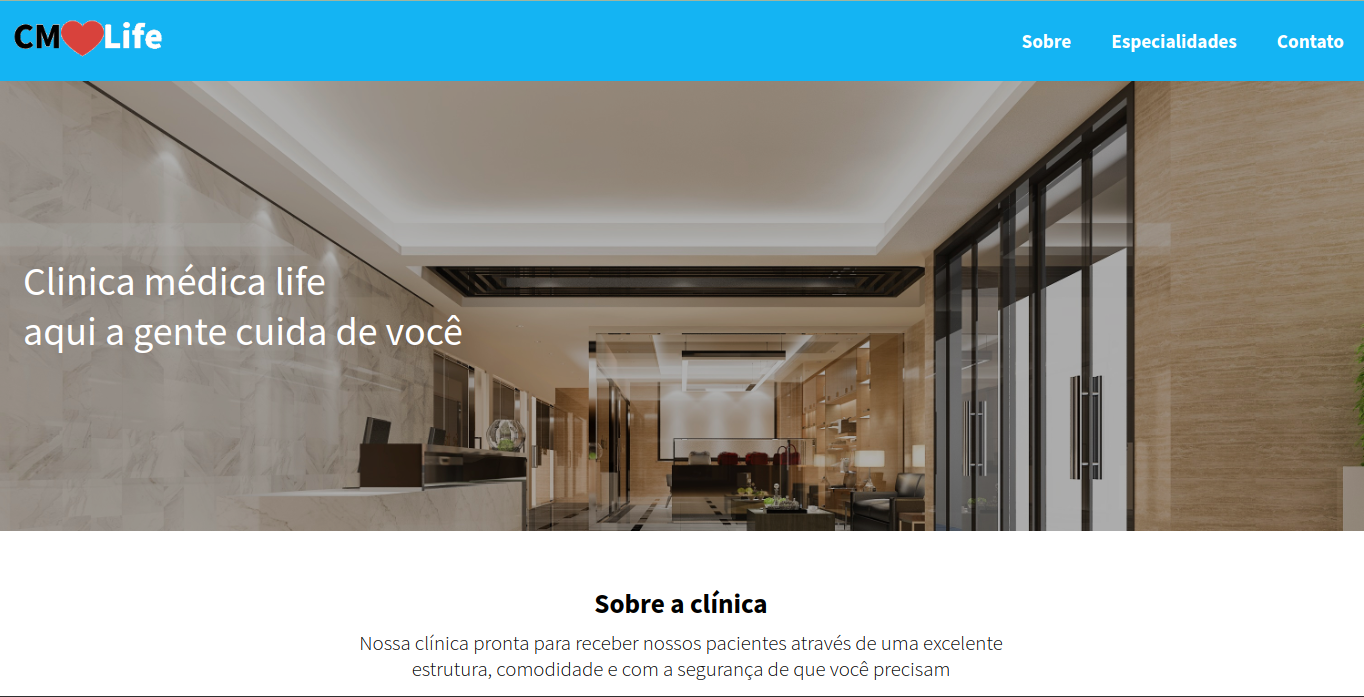 CM Life
Sobre Especialidades Contato
Clinica médica life
aqui a gente cuida de você
Sobre a clínica
Nossa clínica pronta para receber nossos pacientes através de uma excelente
estrutura, comodidade e com a segurança de que você precisam